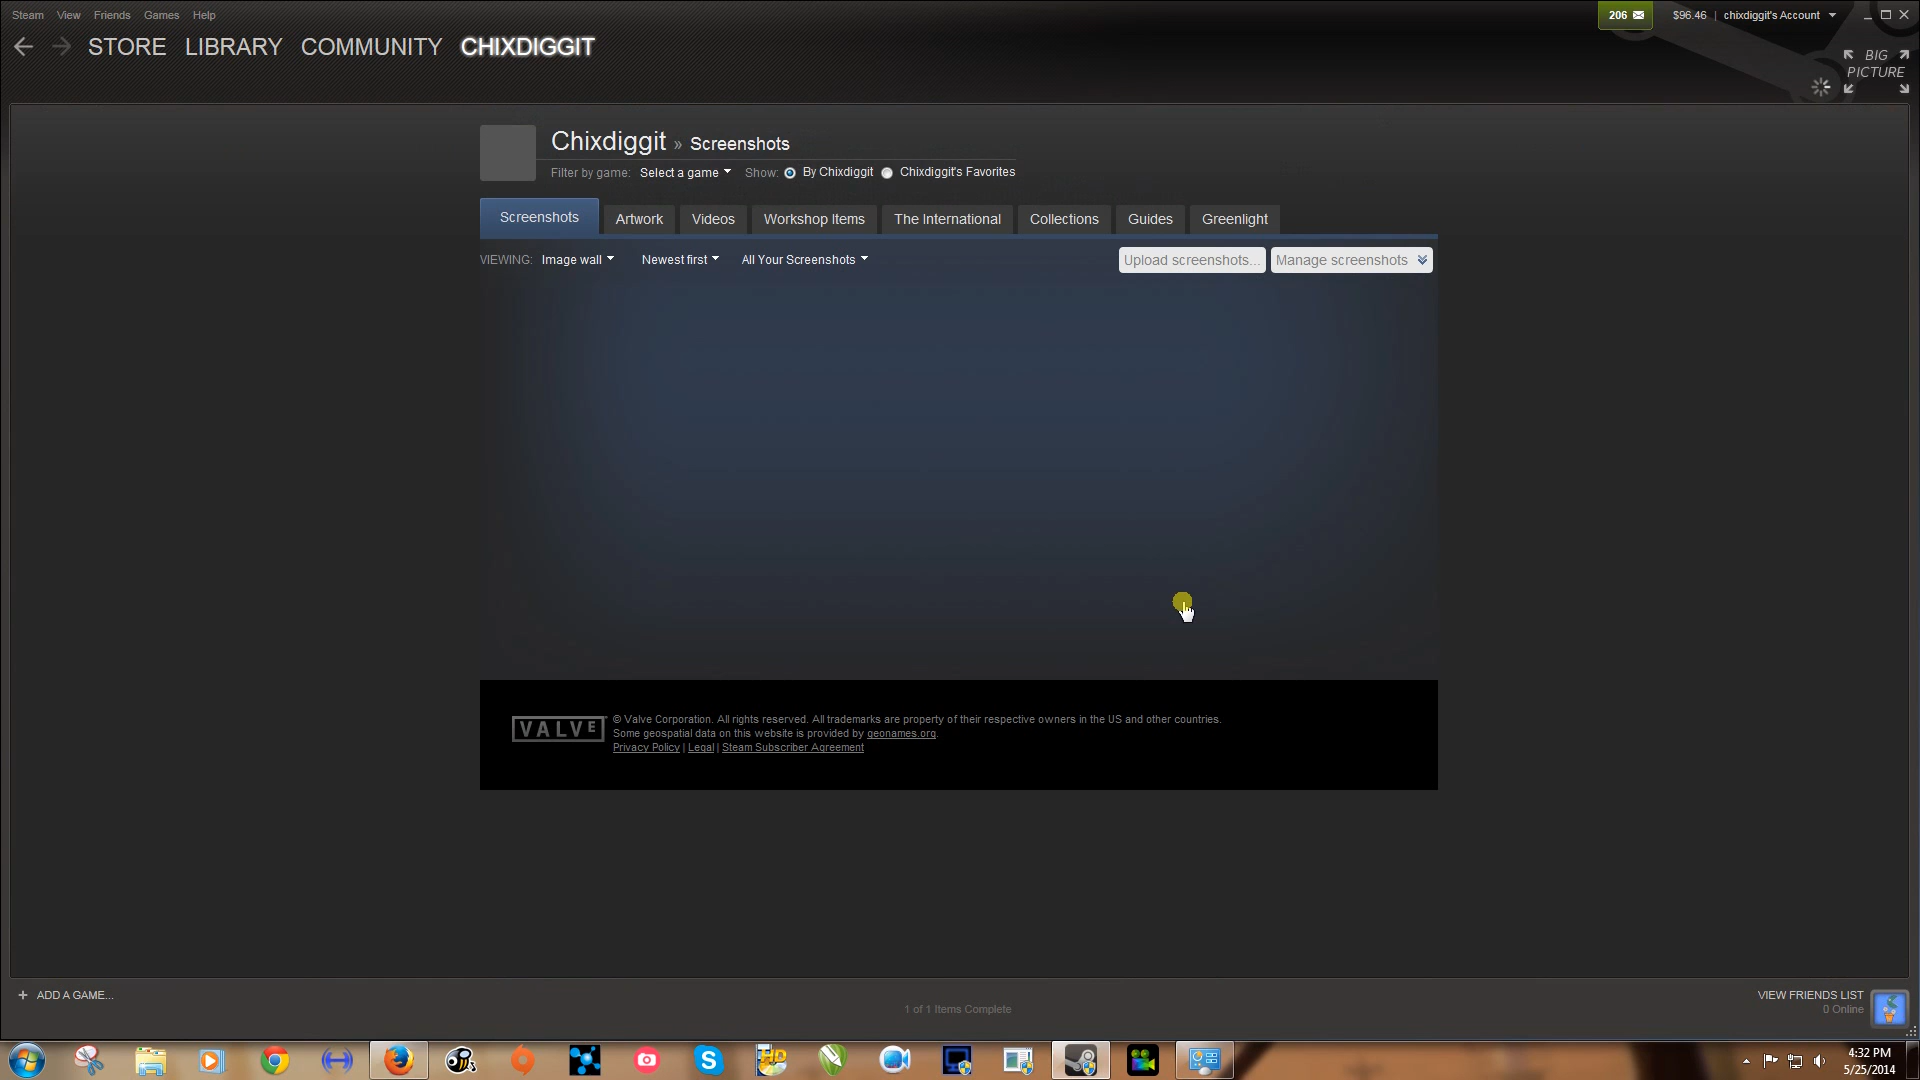 Steam View Friends Games Help
206 $96.46 | chixdiggit's Account
STORE LIBRARY COMMUNITY CHIXDIGGIT
BIG
PICTURE
Chixdiggit » Screenshots
Filter by game: Select a game Show: By Chixdiggit Chixdiggit's Favorites
Screenshots Artwork Videos Workshop Items The International Collections Guides Greenlight
VIEWING: Image wall Newest first All Your Screenshots Upload screenshots... Manage screenshots
VALVE
© Valve Corporation. All rights reserved. All trademarks are property of their respective owners in the US and other countries.
Some geospatial data on this website is provided by geonames.org.
Privacy Policy | Legal | Steam Subscriber Agreement
+ ADD A GAME...
1 of 1 Items Complete
VIEW FRIENDS LIST
0 Online
4:32 PM
5/25/2014